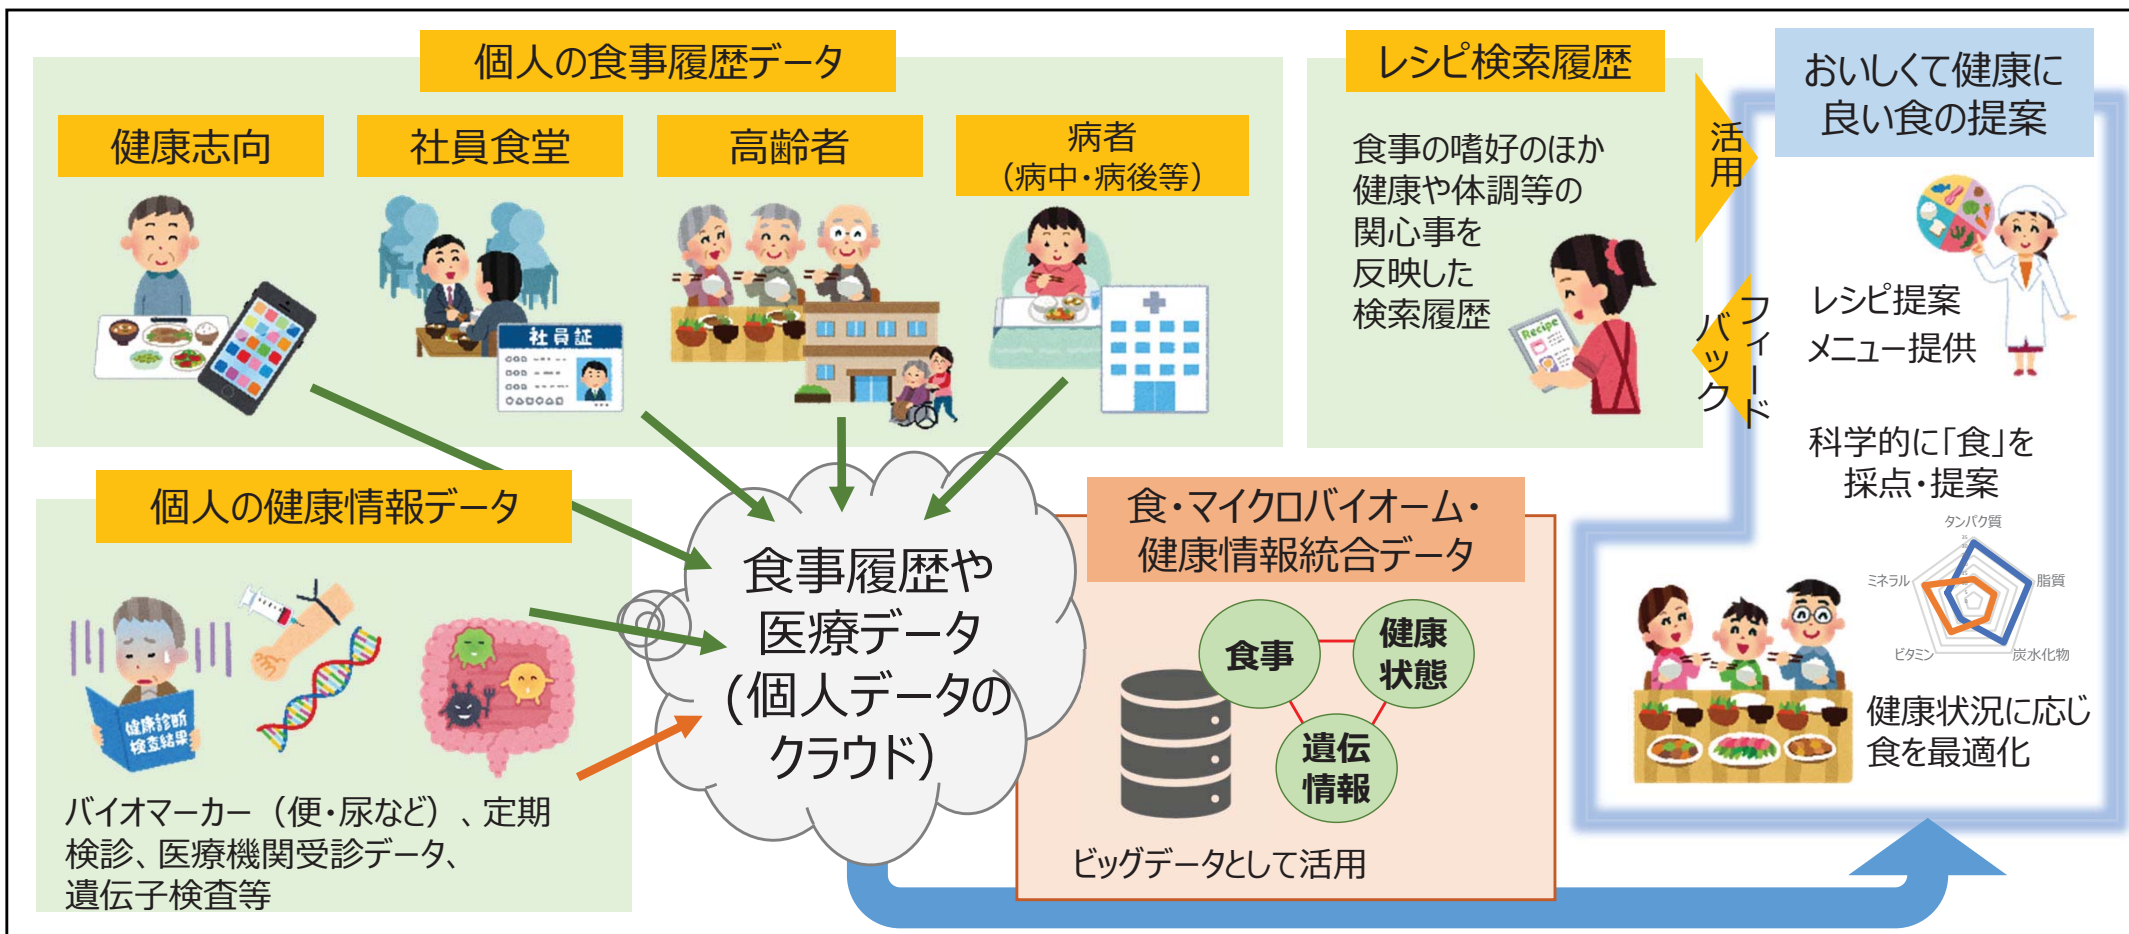 個人の食事履歴データ
健康志向
社員食堂
高齢者
病者
（病中・病後等）
社員証
レシピ検索履歴
食事の嗜好のほか
健康や体調等の
関心事を
反映した
検索履歴
Recipe
活用
フィード
バック
おいしくて健康に
良い食の提案
レシピ提案
メニュー提供
科学的に「食」を
採点・提案
タンパク質
脂質
炭水化物
ビタミン
ミネラル
健康状況に応じ
食を最適化
個人の健康情報データ
健康診断
検査結果
バイオマーカー（便・尿など）、定期
検診、医療機関受診データ、
遺伝子検査等
食事履歴や
医療データ
(個人データの
クラウド)
食・マイクロバイオーム・
健康情報統合データ
食事
健康
状態
遺伝
情報
ビッグデータとして活用